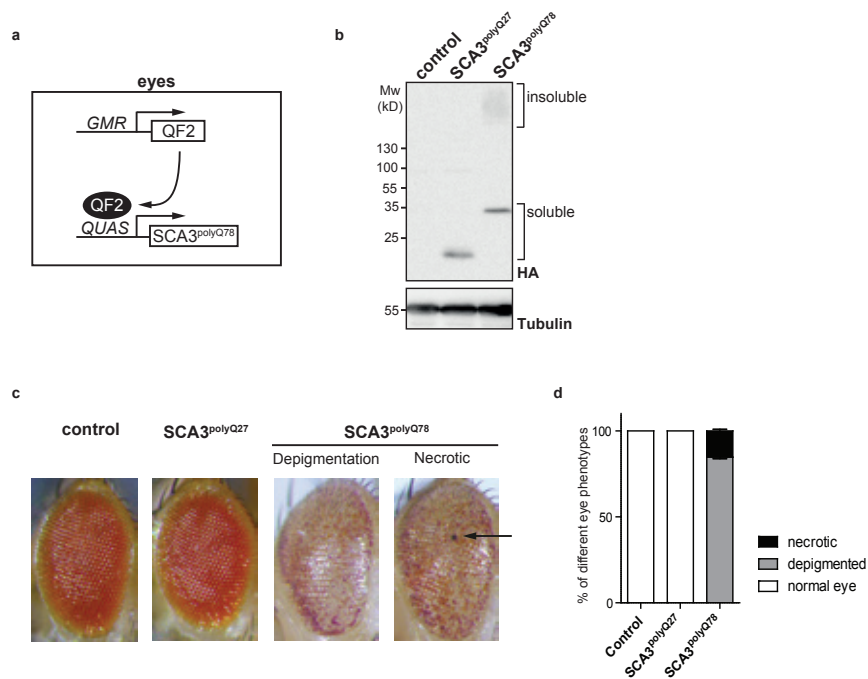 a
eyes
GMR
QF2
QF2
QUAS
SCA3polyQ78
b
control
SCA3polyQ27
SCA3polyQ78
Mw
(kD)
insoluble
130
100
55
35
soluble
25
HA
55
Tubulin
c
control
SCA3polyQ27
SCA3polyQ78
Depigmentation
Necrotic
d
% of different eye phenotypes
100
50
0
Control
SCA3polyQ27
SCA3polyQ78
necrotic
depigmented
normal eye